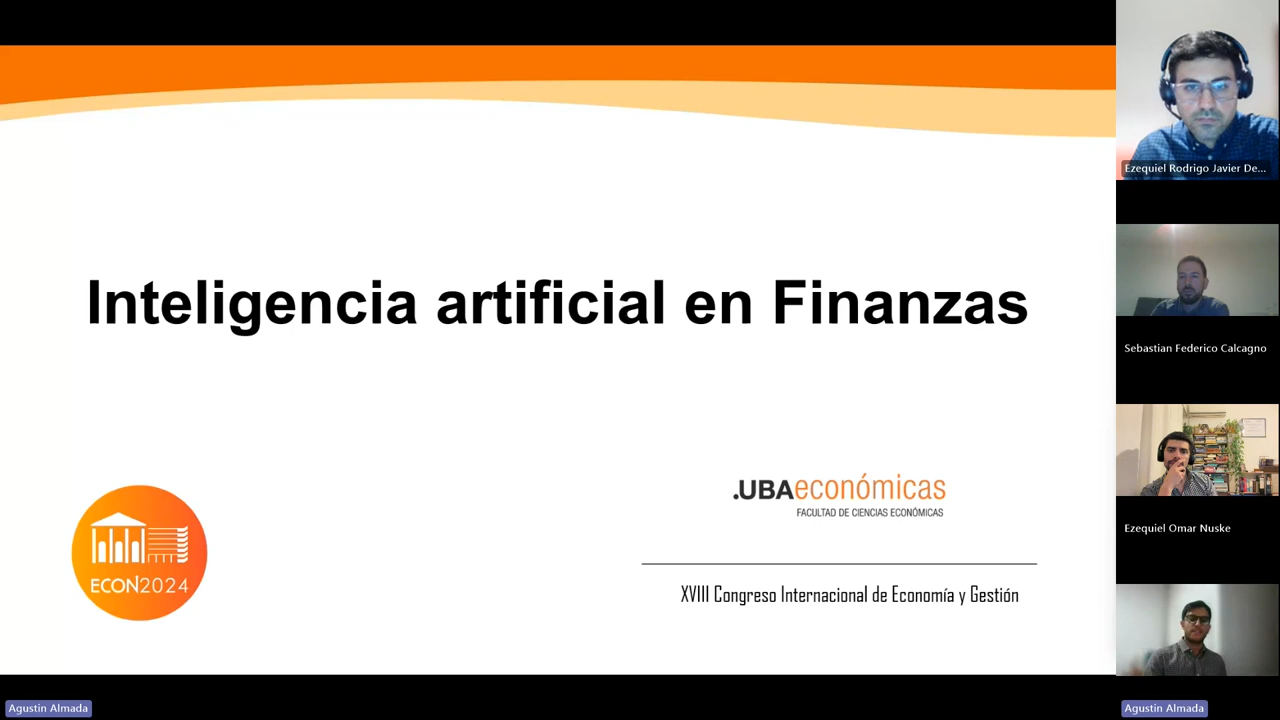 Inteligencia artificial en Finanzas
.UBAeconómicas
FACULTAD DE CIENCIAS ECONÓMICAS
ECON2024
XVIII Congreso Internacional de Economía y Gestión
Agustin Almada
Ezequiel Rodrigo Javier De...
Sebastian Federico Calcagno
Ezequiel Omar Nuske
Agustin Almada